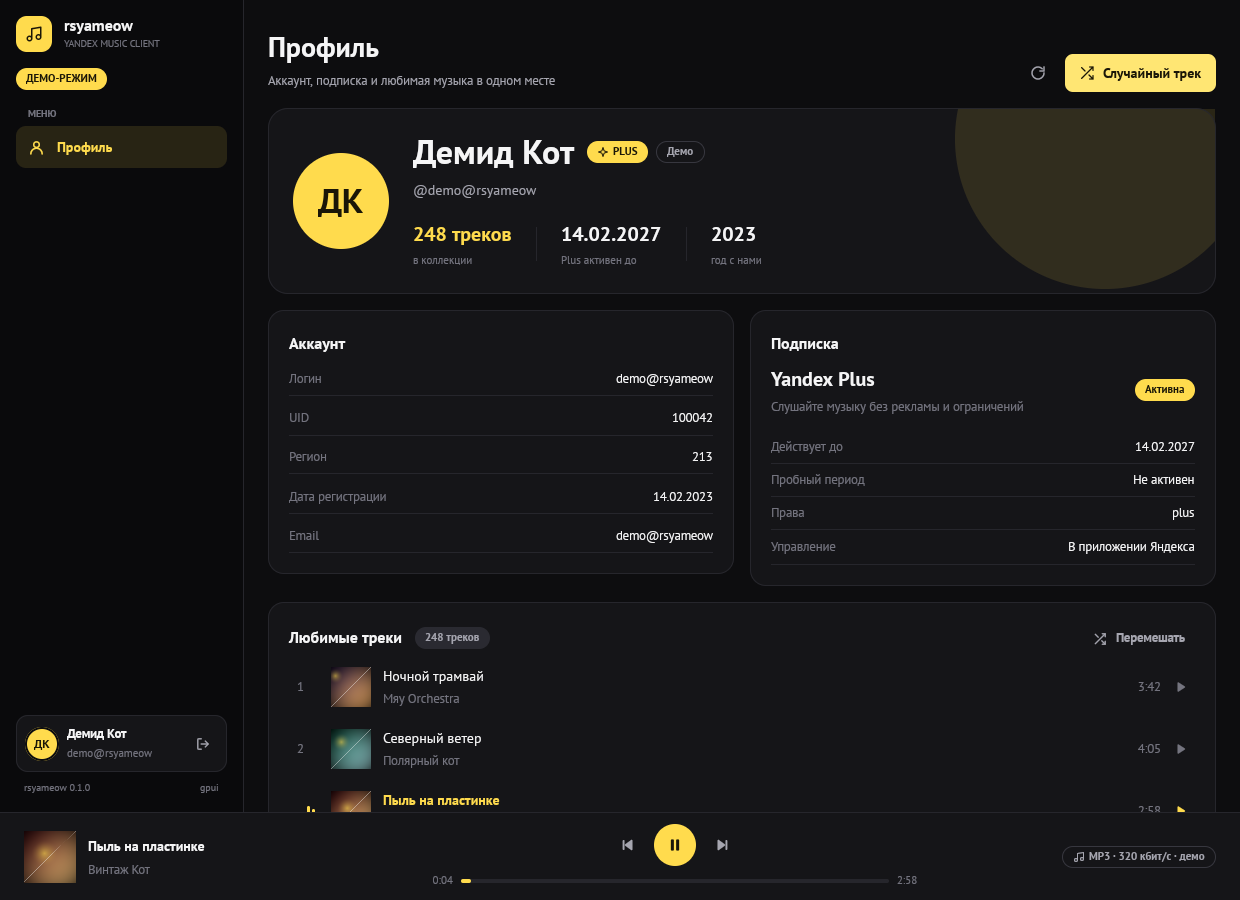 rsyameow
YANDEX MUSIC CLIENT
ДЕМО-РЕЖИМ
МЕНЮ
Профиль
Демид Кот
ДК
demo@rsyameow
rsyameow 0.1.0
gpui
Профиль
Аккаунт, подписка и любимая музыка в одном месте
Случайный трек
ДК
Демид Кот
PLUS
Демо
@demo@rsyameow
248 треков
в коллекции
14.02.2027
Plus активен до
2023
год с нами
Аккаунт
Логин
demo@rsyameow
UID
100042
Регион
213
Дата регистрации
14.02.2023
Email
demo@rsyameow
Подписка
Yandex Plus
Слушайте музыку без рекламы и ограничений
Активна
Действует до
14.02.2027
Пробный период
Не активен
Права
plus
Управление
В приложении Яндекса
Любимые треки
248 треков
Перемешать
1
Ночной трамвай
Мяу Orchestra
3:42
2
Северный ветер
Полярный кот
4:05
Пыль на пластинке
2:58
Пыль на пластинке
Винтаж Кот
0:04
2:58
MP3 · 320 кбит/с · демо